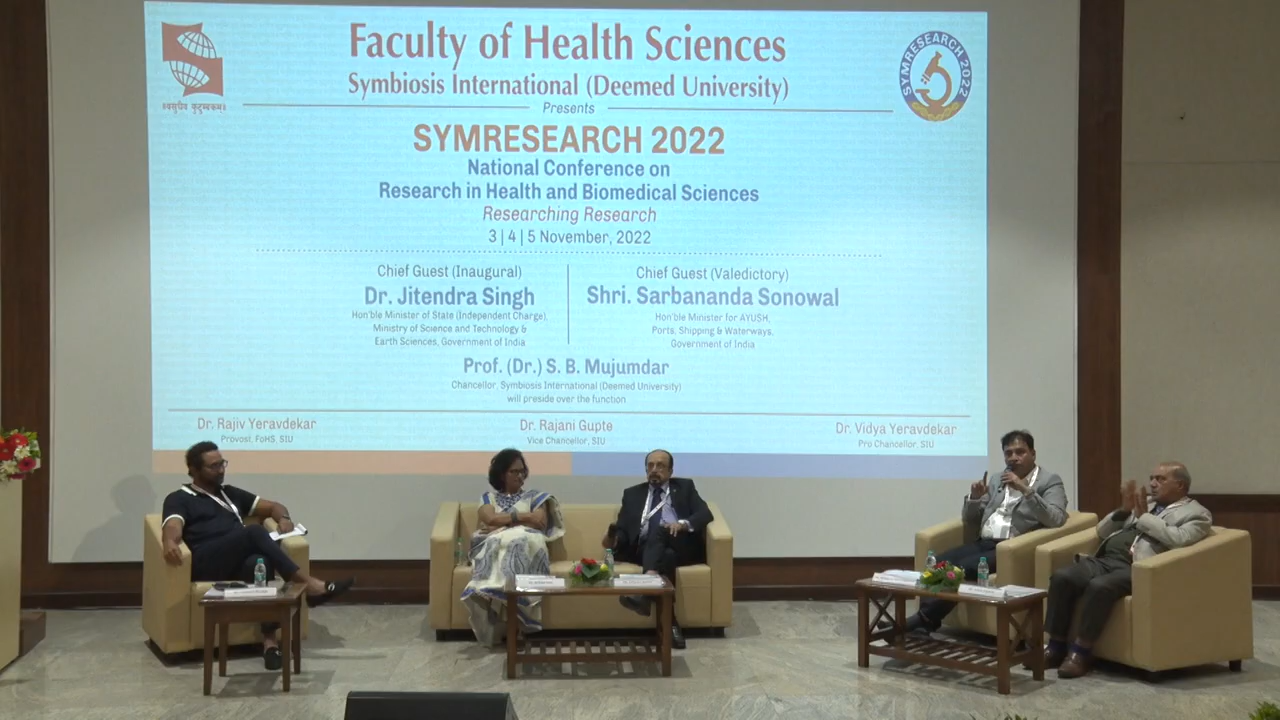 Faculty of Health Sciences
Symbiosis International (Deemed University)
Presents
SYMRESEARCH 2022
National Conference on
Research in Health and Biomedical Sciences
Researching Research
3 | 4 | 5 November, 2022
Chief Guest (Inaugural)
Dr. Jitendra Singh
Hon'ble Minister of State (Independent Charge),
Ministry of Science and Technology &
Earth Sciences, Government of India
Chief Guest (Valedictory)
Shri. Sarbananda Sonowal
Hon'ble Minister for AYUSH,
Ports, Shipping & Waterways,
Government of India
Prof. (Dr.) S. B. Mujumdar
Chancellor, Symbiosis International (Deemed University)
will preside over the function
Dr. Rajiv Yeravdekar
Provost, FoHS, SIU
Dr. Rajani Gupte
Vice Chancellor, SIU
Dr. Vidya Yeravdekar
Pro Chancellor, SIU
॥वसुधैव कुटुम्बकम्॥
SYMRESEARCH 2022